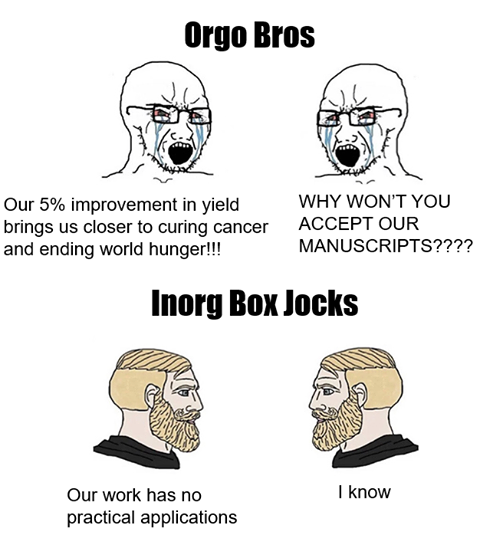 Orgo Bros
Our 5% improvement in yield
brings us closer to curing cancer
and ending world hunger!!!
WHY WON'T YOU
ACCEPT OUR
MANUSCRIPTS????
Inorg Box Jocks
Our work has no
practical applications
I know